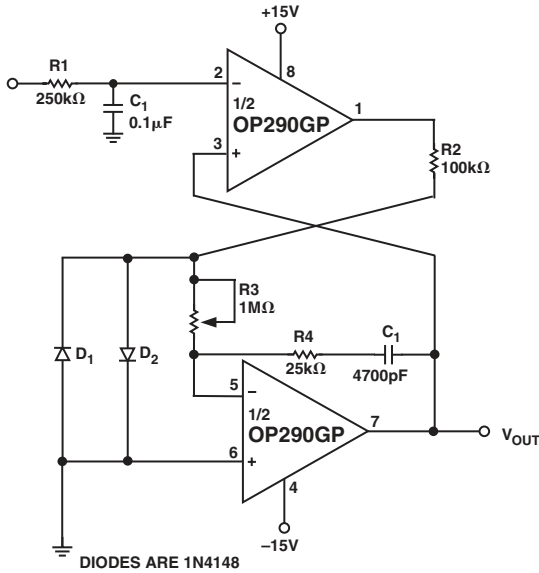 +15V
R1
250kΩ
C1
0.1µF
2
−
8
1/2
OP290GP
1
3
+
R2
100kΩ
R3
1MΩ
D1
D2
R4
25kΩ
C1
4700pF
5
−
1/2
OP290GP
7
6
+
4
VOUT
–15V
DIODES ARE 1N4148